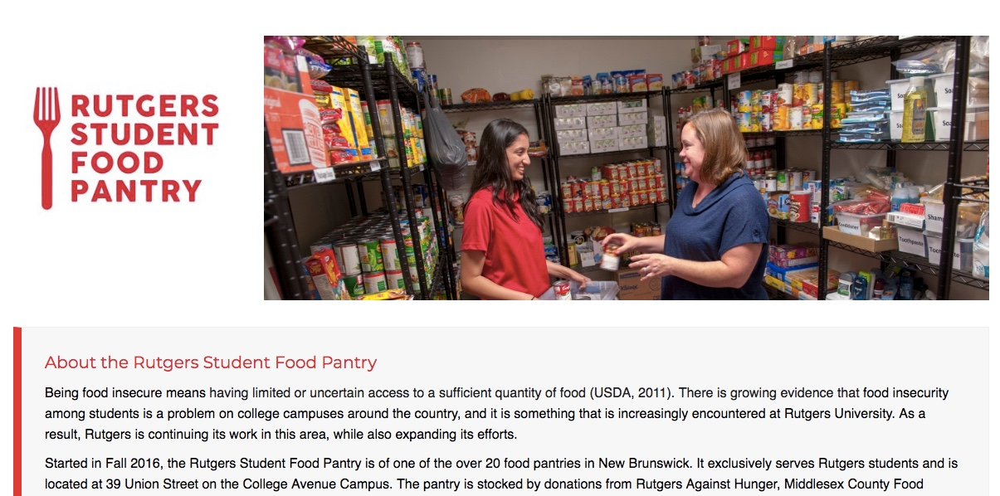 RUTGERS
STUDENT
FOOD
PANTRY
Conditioner
Toothpaste
About the Rutgers Student Food Pantry
Being food insecure means having limited or uncertain access to a sufficient quantity of food (USDA, 2011). There is growing evidence that food insecurity
among students is a problem on college campuses around the country, and it is something that is increasingly encountered at Rutgers University. As a
result, Rutgers is continuing its work in this area, while also expanding its efforts.
Started in Fall 2016, the Rutgers Student Food Pantry is of one of the over 20 food pantries in New Brunswick. It exclusively serves Rutgers students and is
located at 39 Union Street on the College Avenue Campus. The pantry is stocked by donations from Rutgers Against Hunger, Middlesex County Food